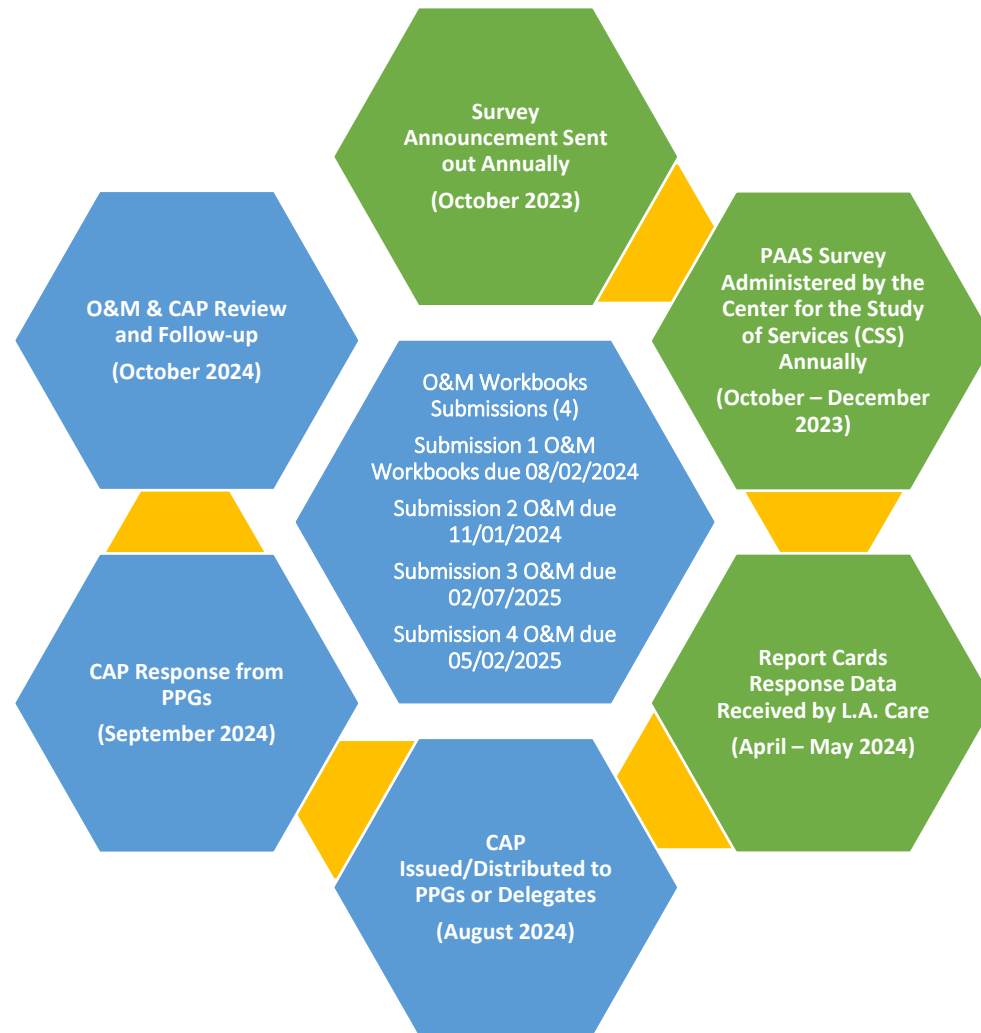 Survey
Announcement Sent
out Annually
(October 2023)
PAAS Survey
Administered by the
Center for the Study
of Services (CSS)
Annually
(October – December
2023)
Report Cards
Response Data
Received by L.A. Care
(April – May 2024)
CAP
Issued/Distributed to
PPGs or Delegates
(August 2024)
CAP Response from
PPGs
(September 2024)
O&M & CAP Review
and Follow-up
(October 2024)
O&M Workbooks
Submissions (4)
Submission 1 O&M
Workbooks due 08/02/2024
Submission 2 O&M due
11/01/2024
Submission 3 O&M due
02/07/2025
Submission 4 O&M due
05/02/2025